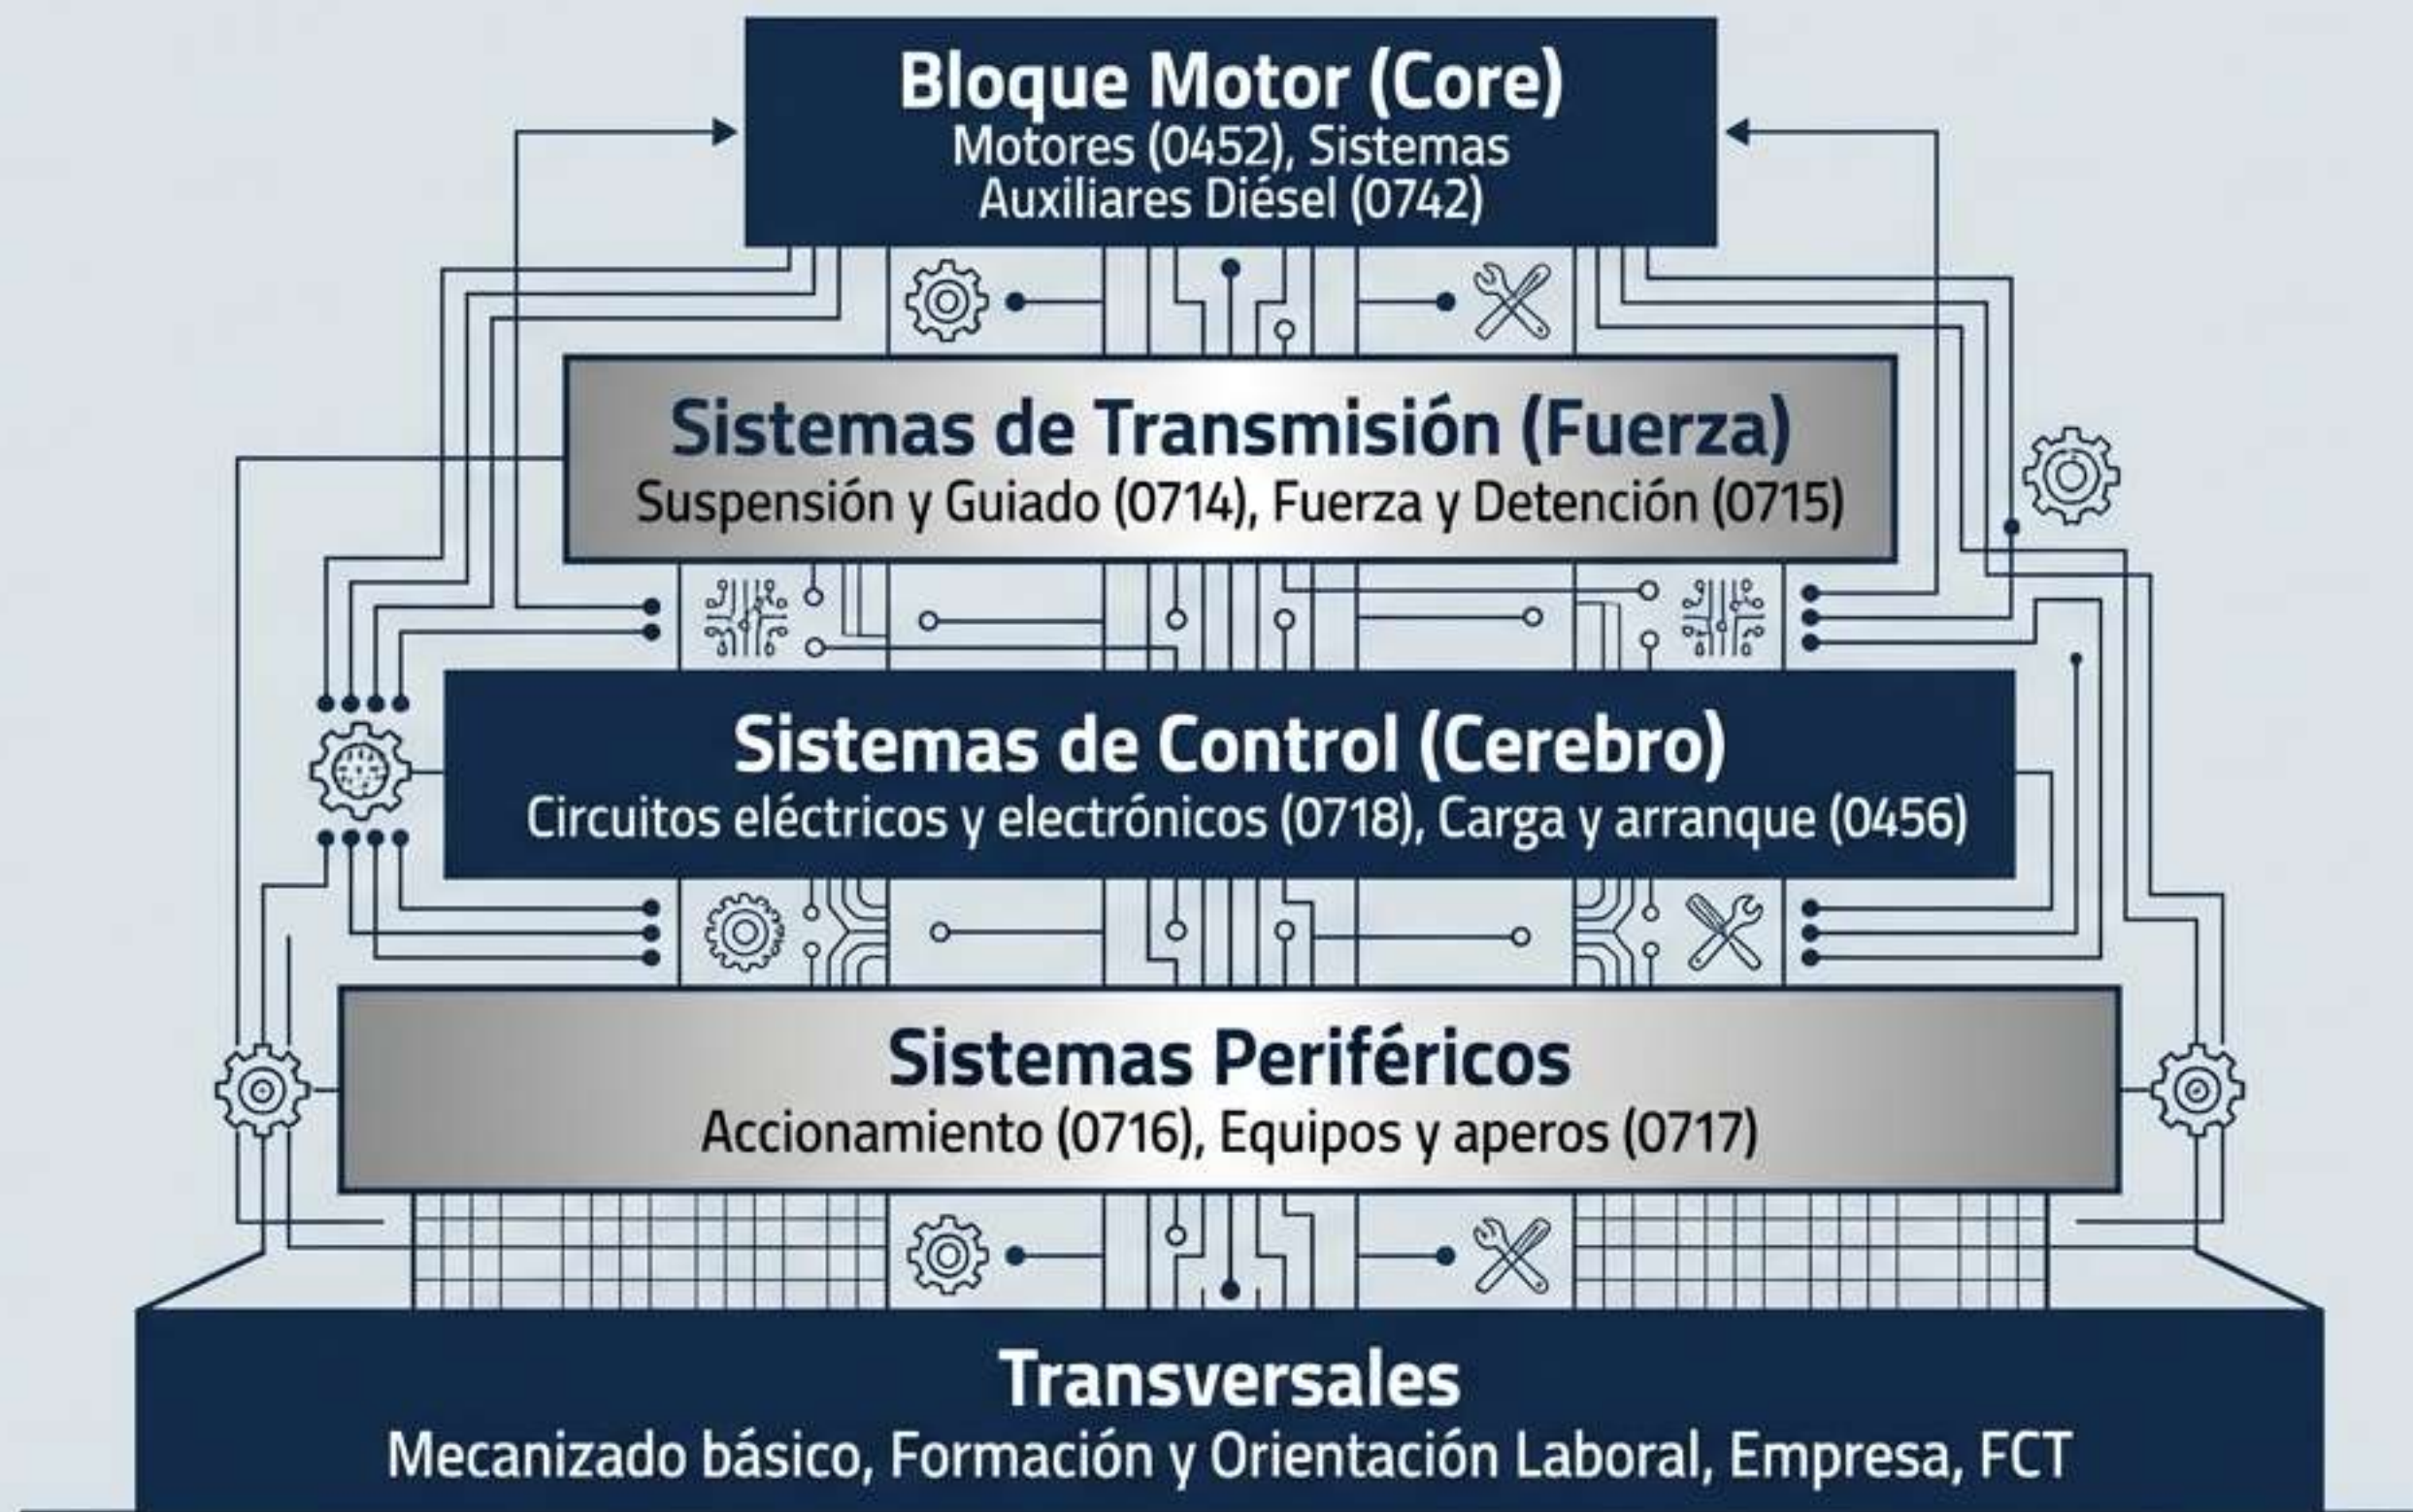 Bloque Motor (Core)
Motores (0452), Sistemas
Auxiliares Diésel (0742)
Sistemas de Transmisión (Fuerza)
Suspensión y Guiado (0714), Fuerza y Detención (0715)
Sistemas de Control (Cerebro)
Circuitos eléctricos y electrónicos (0718), Carga y arranque (0456)
Sistemas Periféricos
Accionamiento (0716), Equipos y aperos (0717)
Transversales
Mecanizado básico, Formación y Orientación Laboral, Empresa, FCT